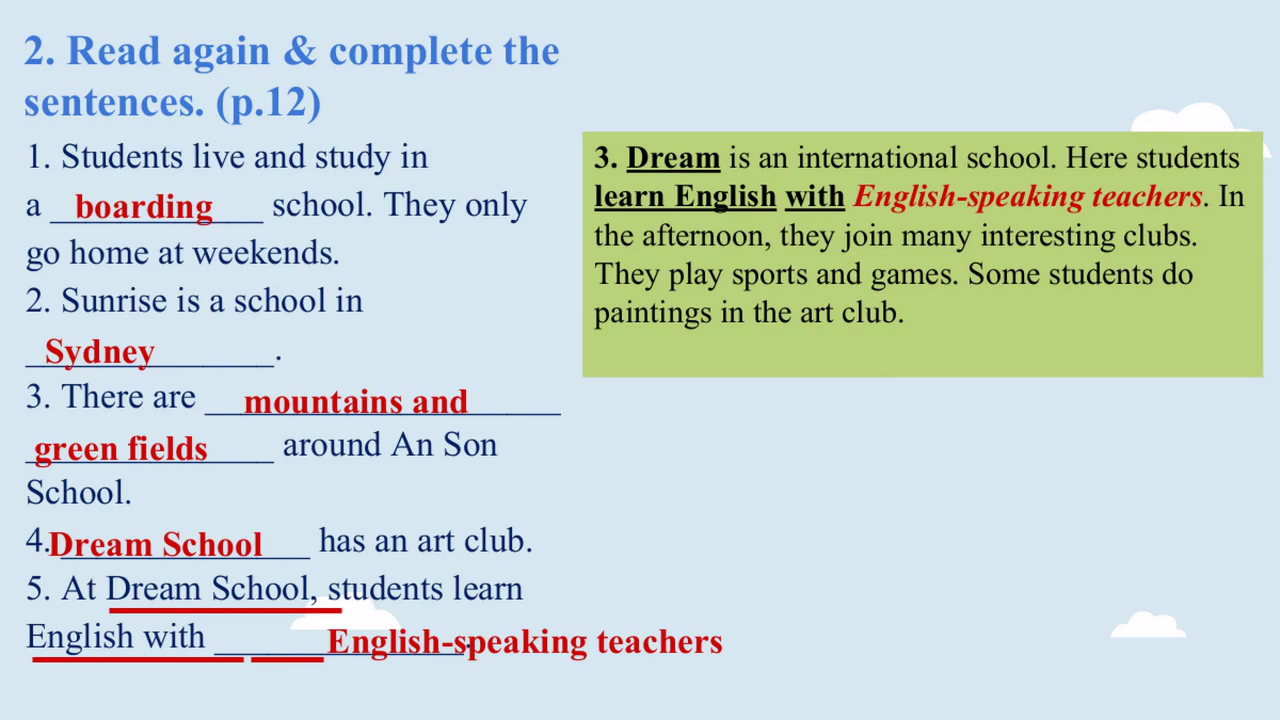 2. Read again & complete the
sentences. (p.12)
1. Students live and study in
a boarding school. They only
go home at weekends.
2. Sunrise is a school in
Sydney.
3. There are mountains and
green fields around An Son
School.
4. Dream School has an art club.
5. At Dream School, students learn
English with English-speaking teachers.
3. Dream is an international school. Here students
learn English with English-speaking teachers. In
the afternoon, they join many interesting clubs.
They play sports and games. Some students do
paintings in the art club.